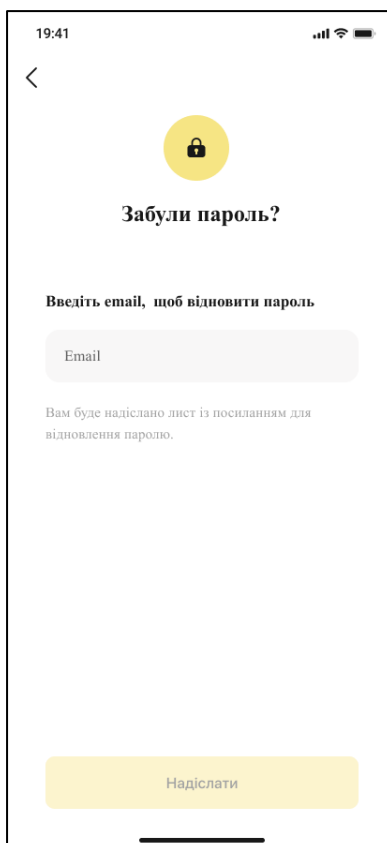 19:41
Забули пароль?
Введіть email, щоб відновити пароль
Email
Вам буде надіслано лист із посиланням для
відновлення паролю.
Надіслати